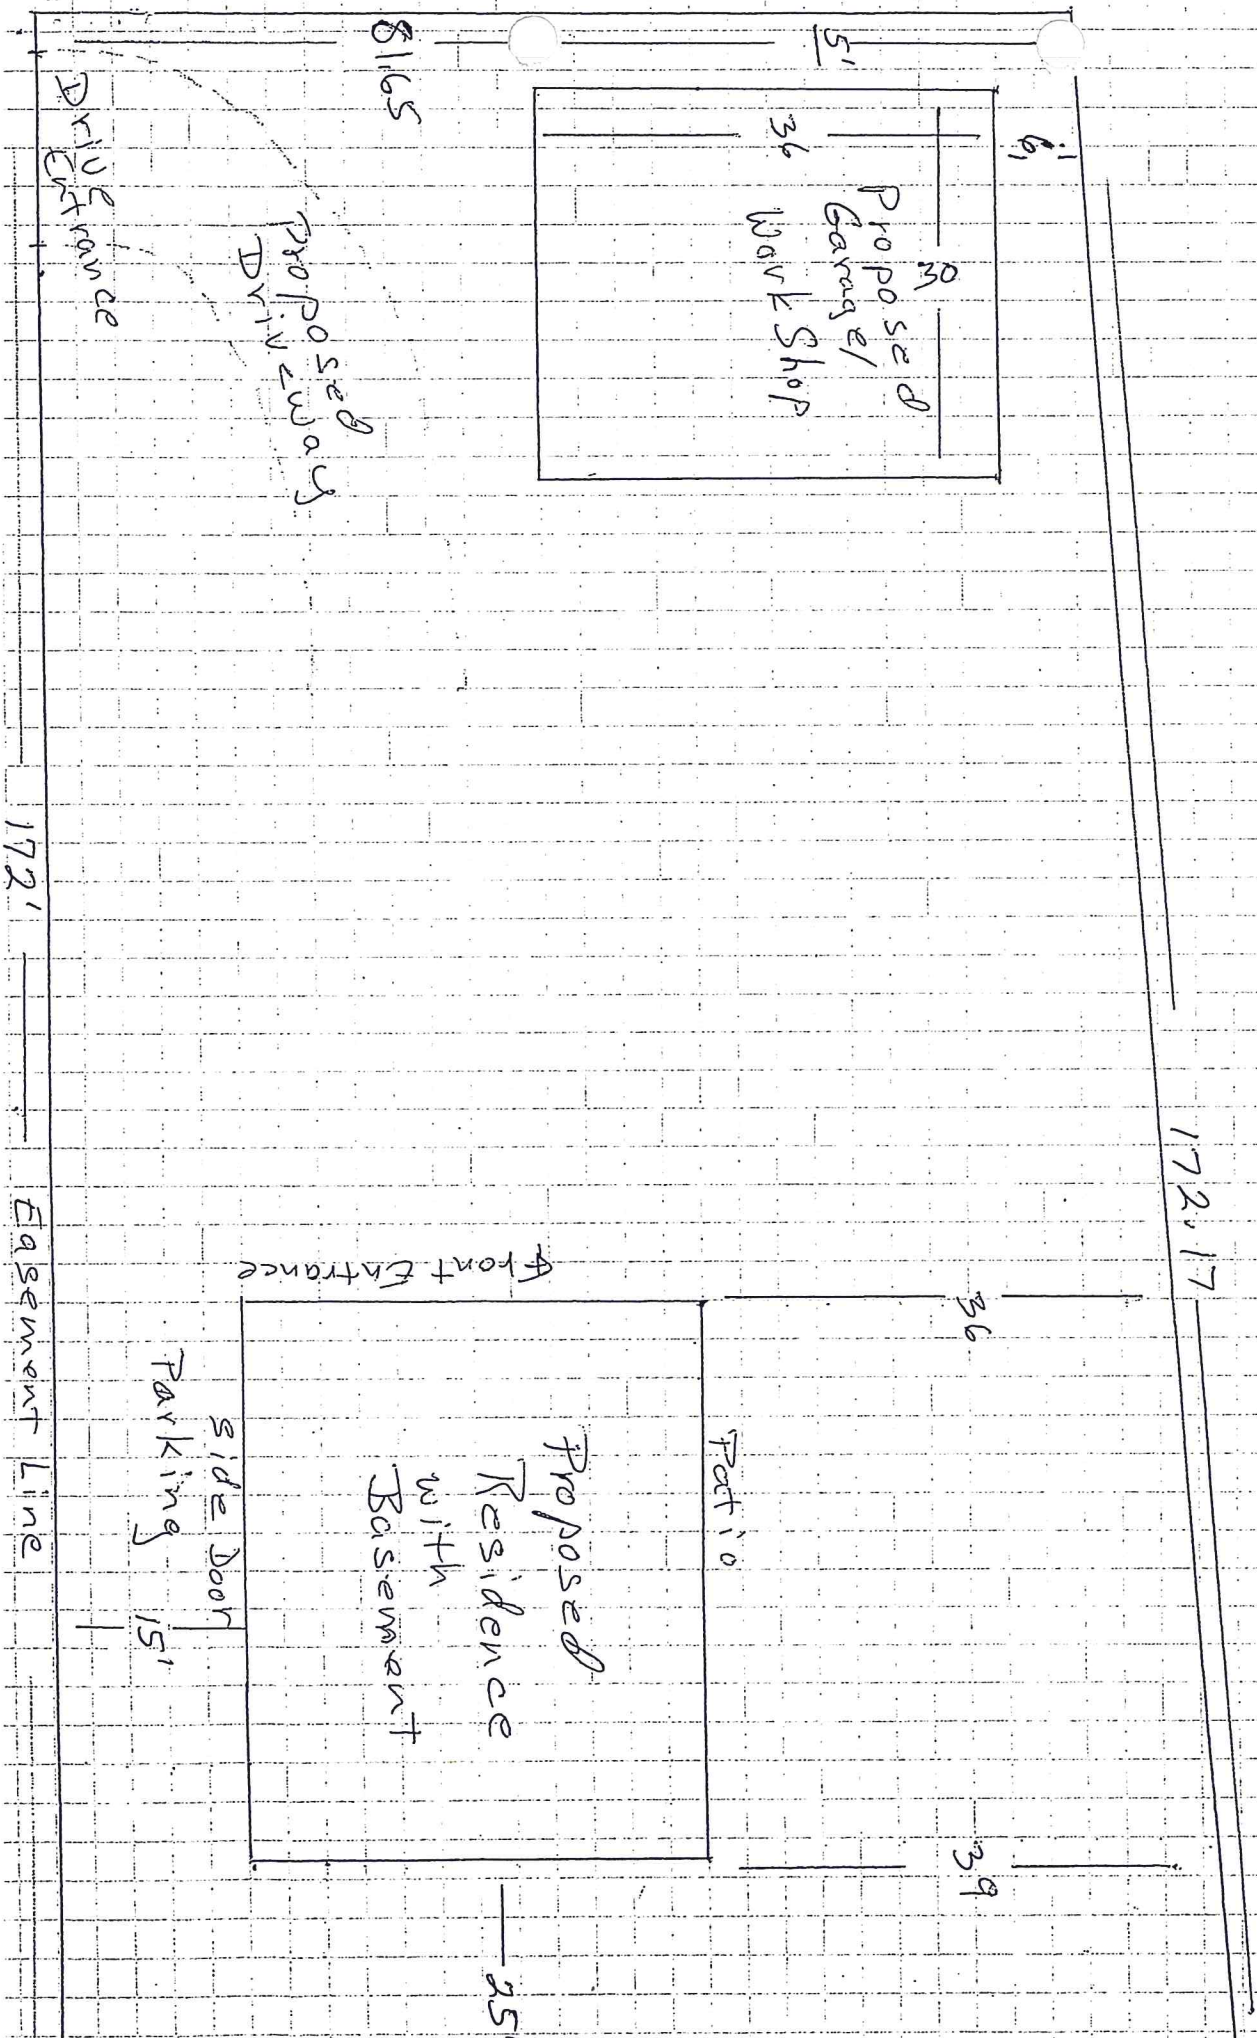 81.65
5'
6'
36
30
Proposed
Garage/
Work Shop
Drive
Entrance
Proposed
Driveway
172'
Easement Line
172.17
Front Entrance
36
Patio
Proposed
Residence
with
Basement
Side Door
Parking
15'
39
25